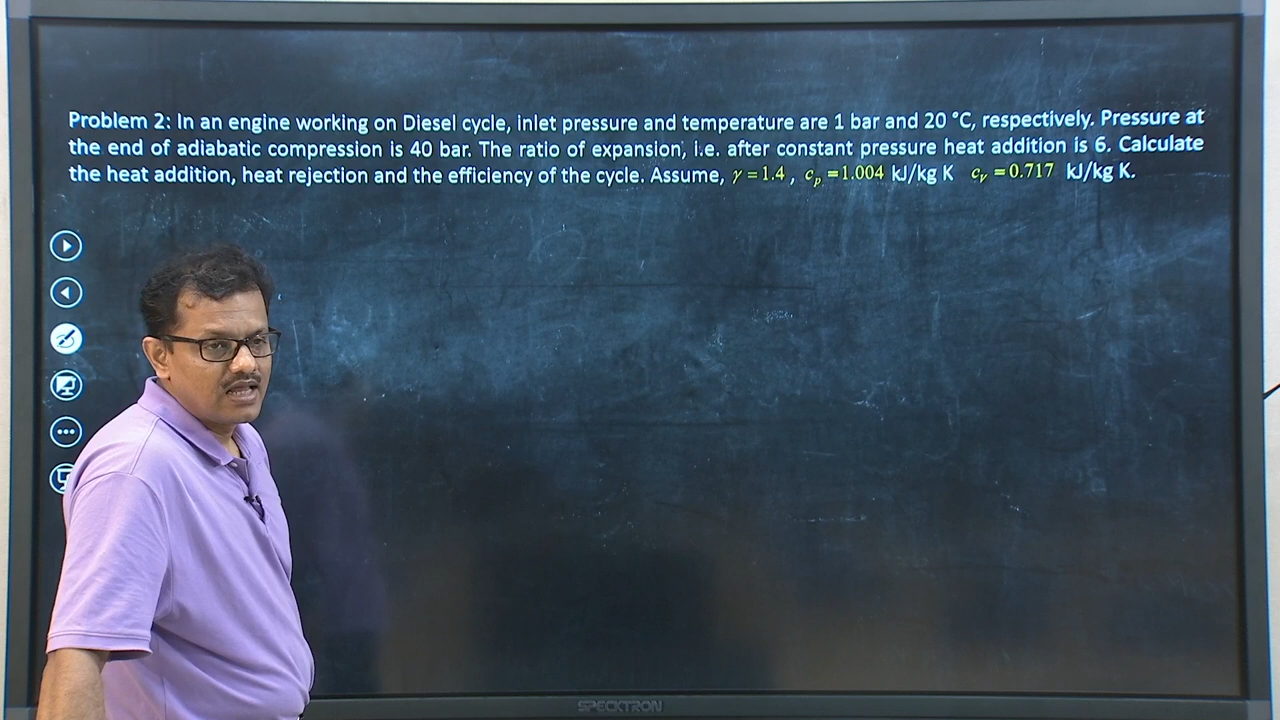 Problem 2: In an engine working on Diesel cycle, inlet pressure and temperature are 1 bar and 20 °C, respectively. Pressure at
the end of adiabatic compression is 40 bar. The ratio of expansion, i.e. after constant pressure heat addition is 6. Calculate
the heat addition, heat rejection and the efficiency of the cycle. Assume, γ = 1.4 , cₚ = 1.004 kJ/kg K cᵥ = 0.717 kJ/kg K.
SPECKTRON